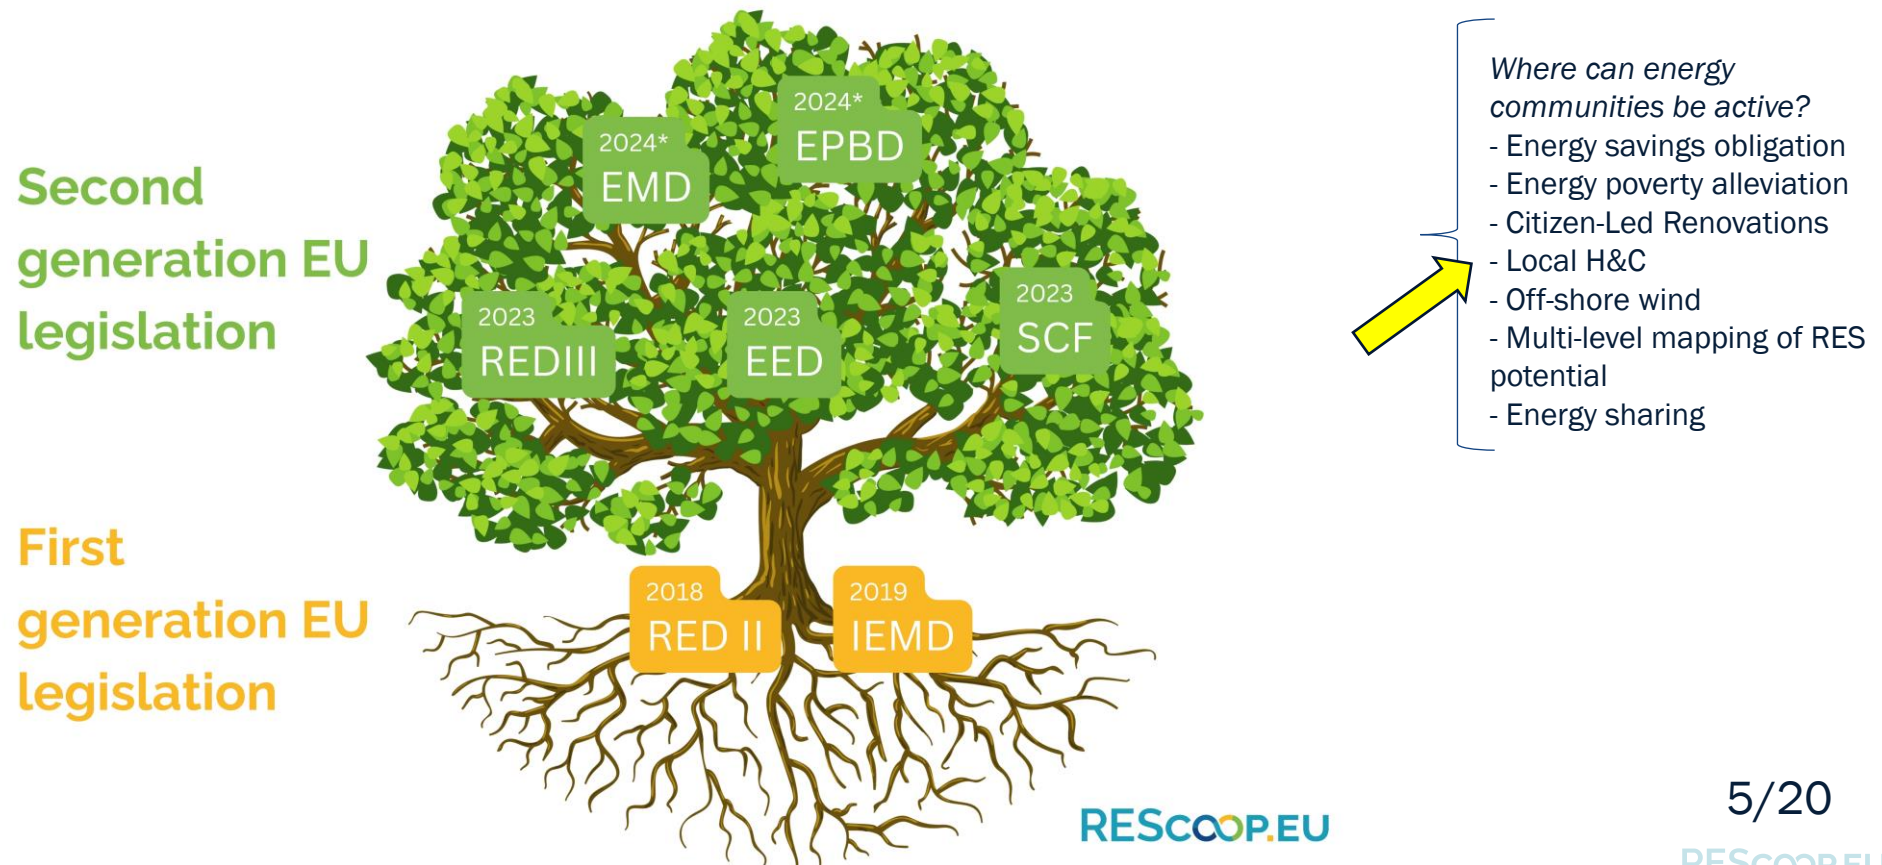 Second
generation EU
legislation
2024*
EMD
2024*
EPBD
2023
REDIII
2023
EED
2023
SCF
First
generation EU
legislation
2018
RED II
2019
IEMD
Where can energy
communities be active?
- Energy savings obligation
- Energy poverty alleviation
- Citizen-Led Renovations
- Local H&C
- Off-shore wind
- Multi-level mapping of RES
potential
- Energy sharing
RESCOOP.EU
5/20
RESCOOP.EU